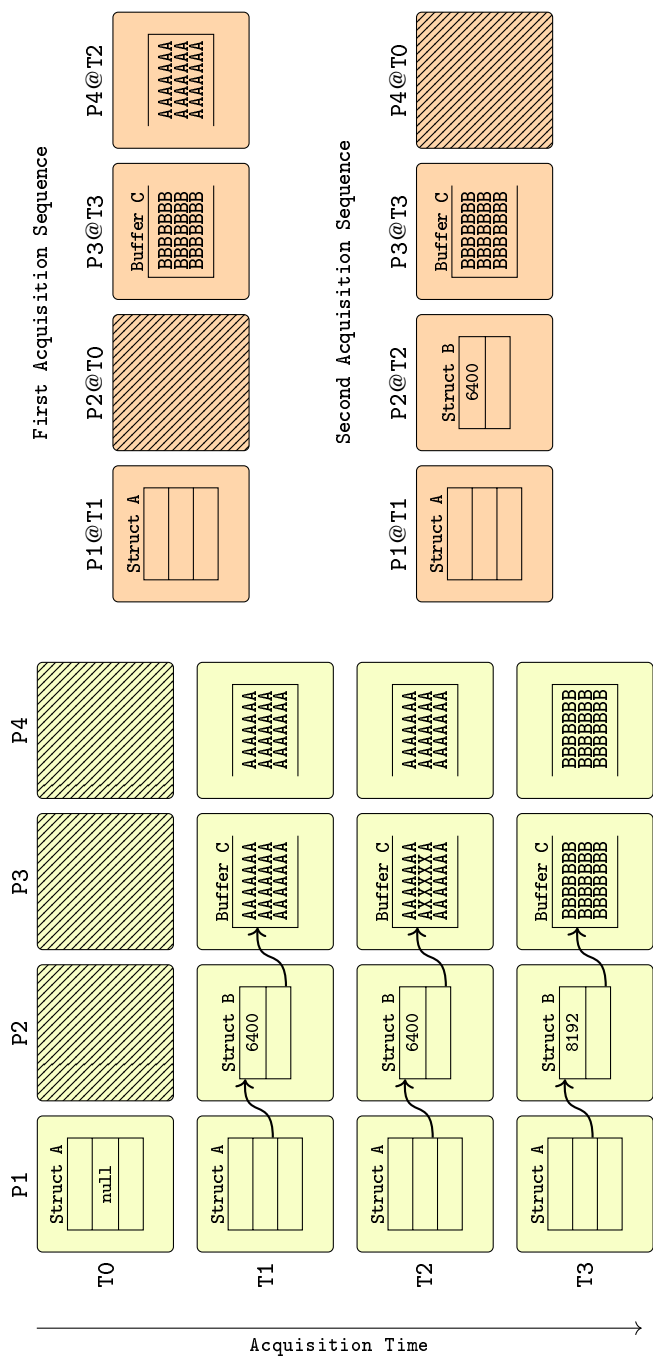 Acquisition Time
P1 P2 P3 P4
T0
Struct A
null
T1
Struct A
Struct B
6400
Buffer C
AAAAAAA
AAAAAAA
AAAAAAA
AAAAAAA
AAAAAAA
AAAAAAA
T2
Struct A
Struct B
6400
Buffer C
AAAAAAA
AXXXXXA
AAAAAAA
AAAAAAA
AAAAAAA
AAAAAAA
T3
Struct A
Struct B
8192
Buffer C
BBBBBBB
BBBBBBB
BBBBBBB
BBBBBBB
BBBBBBB
BBBBBBB
First Acquisition Sequence
P1@T1 P2@T0 P3@T3 P4@T2
Struct A
Buffer C
BBBBBBB
BBBBBBB
BBBBBBB
AAAAAAA
AAAAAAA
AAAAAAA
Second Acquisition Sequence
P1@T1 P2@T2 P3@T3 P4@T0
Struct A
Struct B
6400
Buffer C
BBBBBBB
BBBBBBB
BBBBBBB